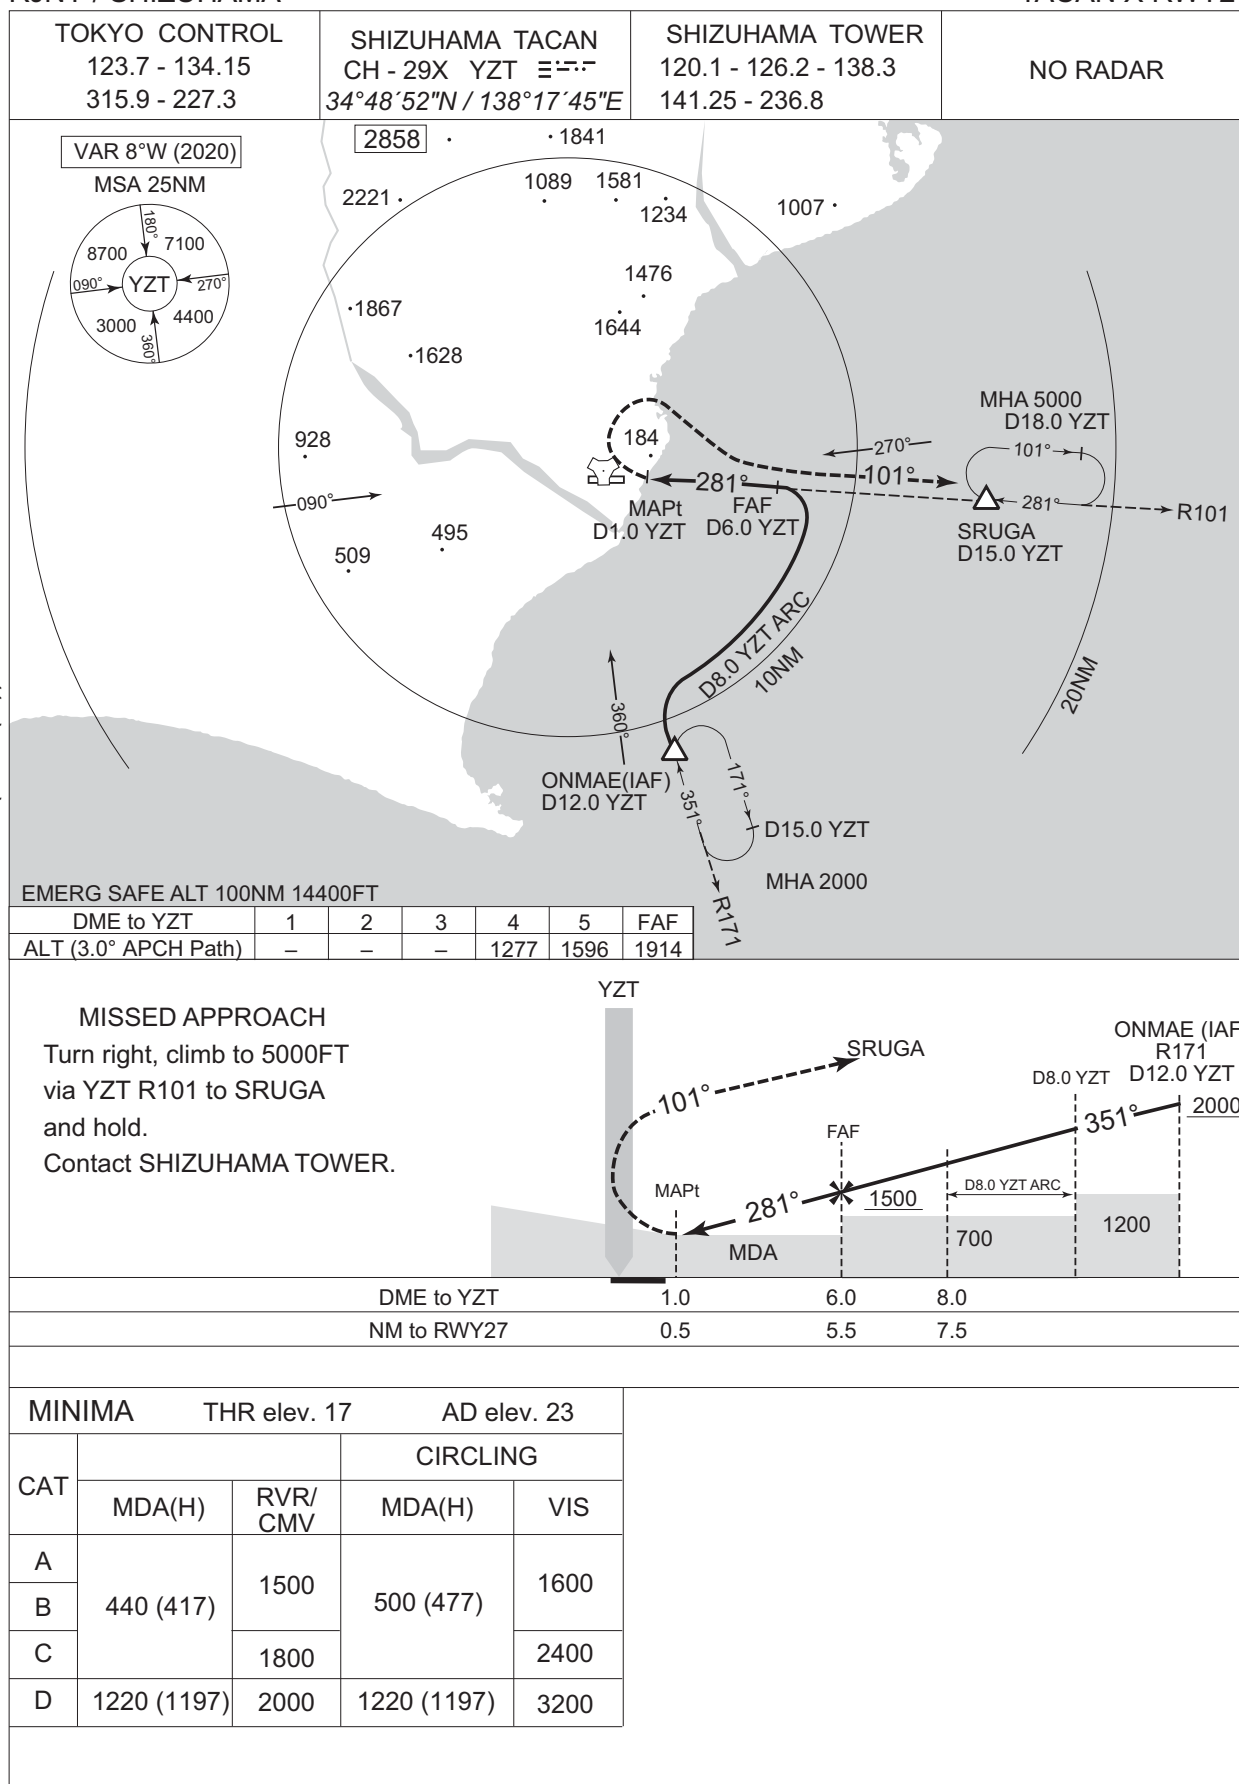 TOKYO CONTROL
123.7 - 134.15
315.9 - 227.3
SHIZUHAMA TACAN
CH - 29X YZT
34°48´52"N / 138°17´45"E
SHIZUHAMA TOWER
120.1 - 126.2 - 138.3
141.25 - 236.8
NO RADAR
VAR 8°W (2020)
MSA 25NM
180°
8700
7100
090°
YZT
270°
3000
4400
360°
2858
1841
2221
1089
1581
1234
1007
1476
1867
1644
1628
928
184
090°
495
509
270°
MHA 5000
D18.0 YZT
101°
101°
281°
281°
R101
MAPt
D1.0 YZT
FAF
D6.0 YZT
SRUGA
D15.0 YZT
D8.0 YZT ARC
10NM
20NM
360°
ONMAE(IAF)
D12.0 YZT
171°
351°
D15.0 YZT
MHA 2000
R171
EMERG SAFE ALT 100NM 14400FT
DME to YZT 1 2 3 4 5 FAF
ALT (3.0° APCH Path) – – – 1277 1596 1914
MISSED APPROACH
Turn right, climb to 5000FT
via YZT R101 to SRUGA
and hold.
Contact SHIZUHAMA TOWER.
YZT
SRUGA
101°
ONMAE (IAF
R171
D12.0 YZT
D8.0 YZT
2000
351°
FAF
MAPt
281°
1500
D8.0 YZT ARC
MDA
700
1200
DME to YZT 1.0 6.0 8.0
NM to RWY27 0.5 5.5 7.5
MINIMA THR elev. 17 AD elev. 23
CAT
CIRCLING
MDA(H)
RVR/
CMV
MDA(H)
VIS
A
B
440 (417)
1500
500 (477)
1600
C
1800
2400
D 1220 (1197) 2000 1220 (1197) 3200